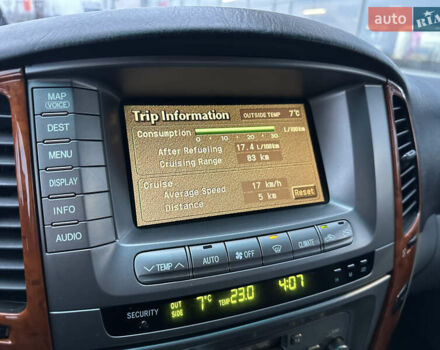 auto RIA
MAP
(VOICE)
DEST
MENU
DISPLAY
INFO
AUDIO
Trip Information
OUTSIDE TEMP 7°C
Consumption
L/100km
0 10 20 30
After Refueling 17.4 L/100km
Cruising Range 83 km
Cruise
Average Speed 17 km/h
Distance 5 km
Reset
TEMP
AUTO
OFF
CLIMATE
OUT SIDE 7°C TEMP 23.0 4:07
SECURITY